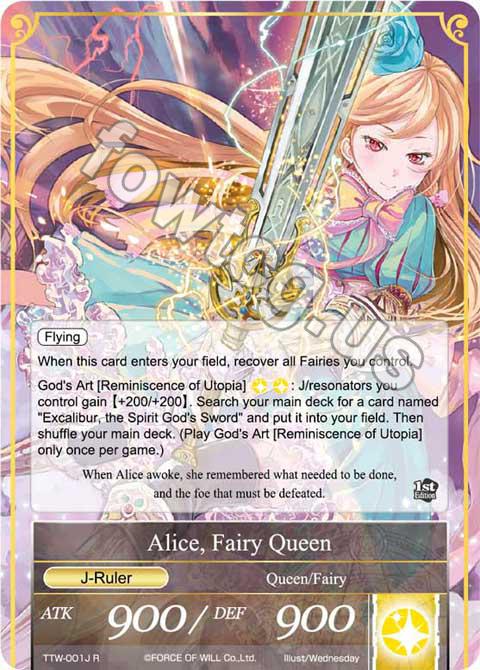 fowtcg.us
Flying
When this card enters your field, recover all Fairies you control.
God's Art [Reminiscence of Utopia] : J/resonators you
control gain 【+200/+200】. Search your main deck for a card named
"Excalibur, the Spirit God's Sword" and put it into your field. Then
shuffle your main deck. (Play God's Art [Reminiscence of Utopia]
only once per game.)
When Alice awoke, she remembered what needed to be done,
and the foe that must be defeated.
1st
Edition
Alice, Fairy Queen
J-Ruler
Queen/Fairy
ATK 900 / DEF 900
TTW-001J R ©FORCE OF WILL Co.,Ltd. Illust/Wednesday